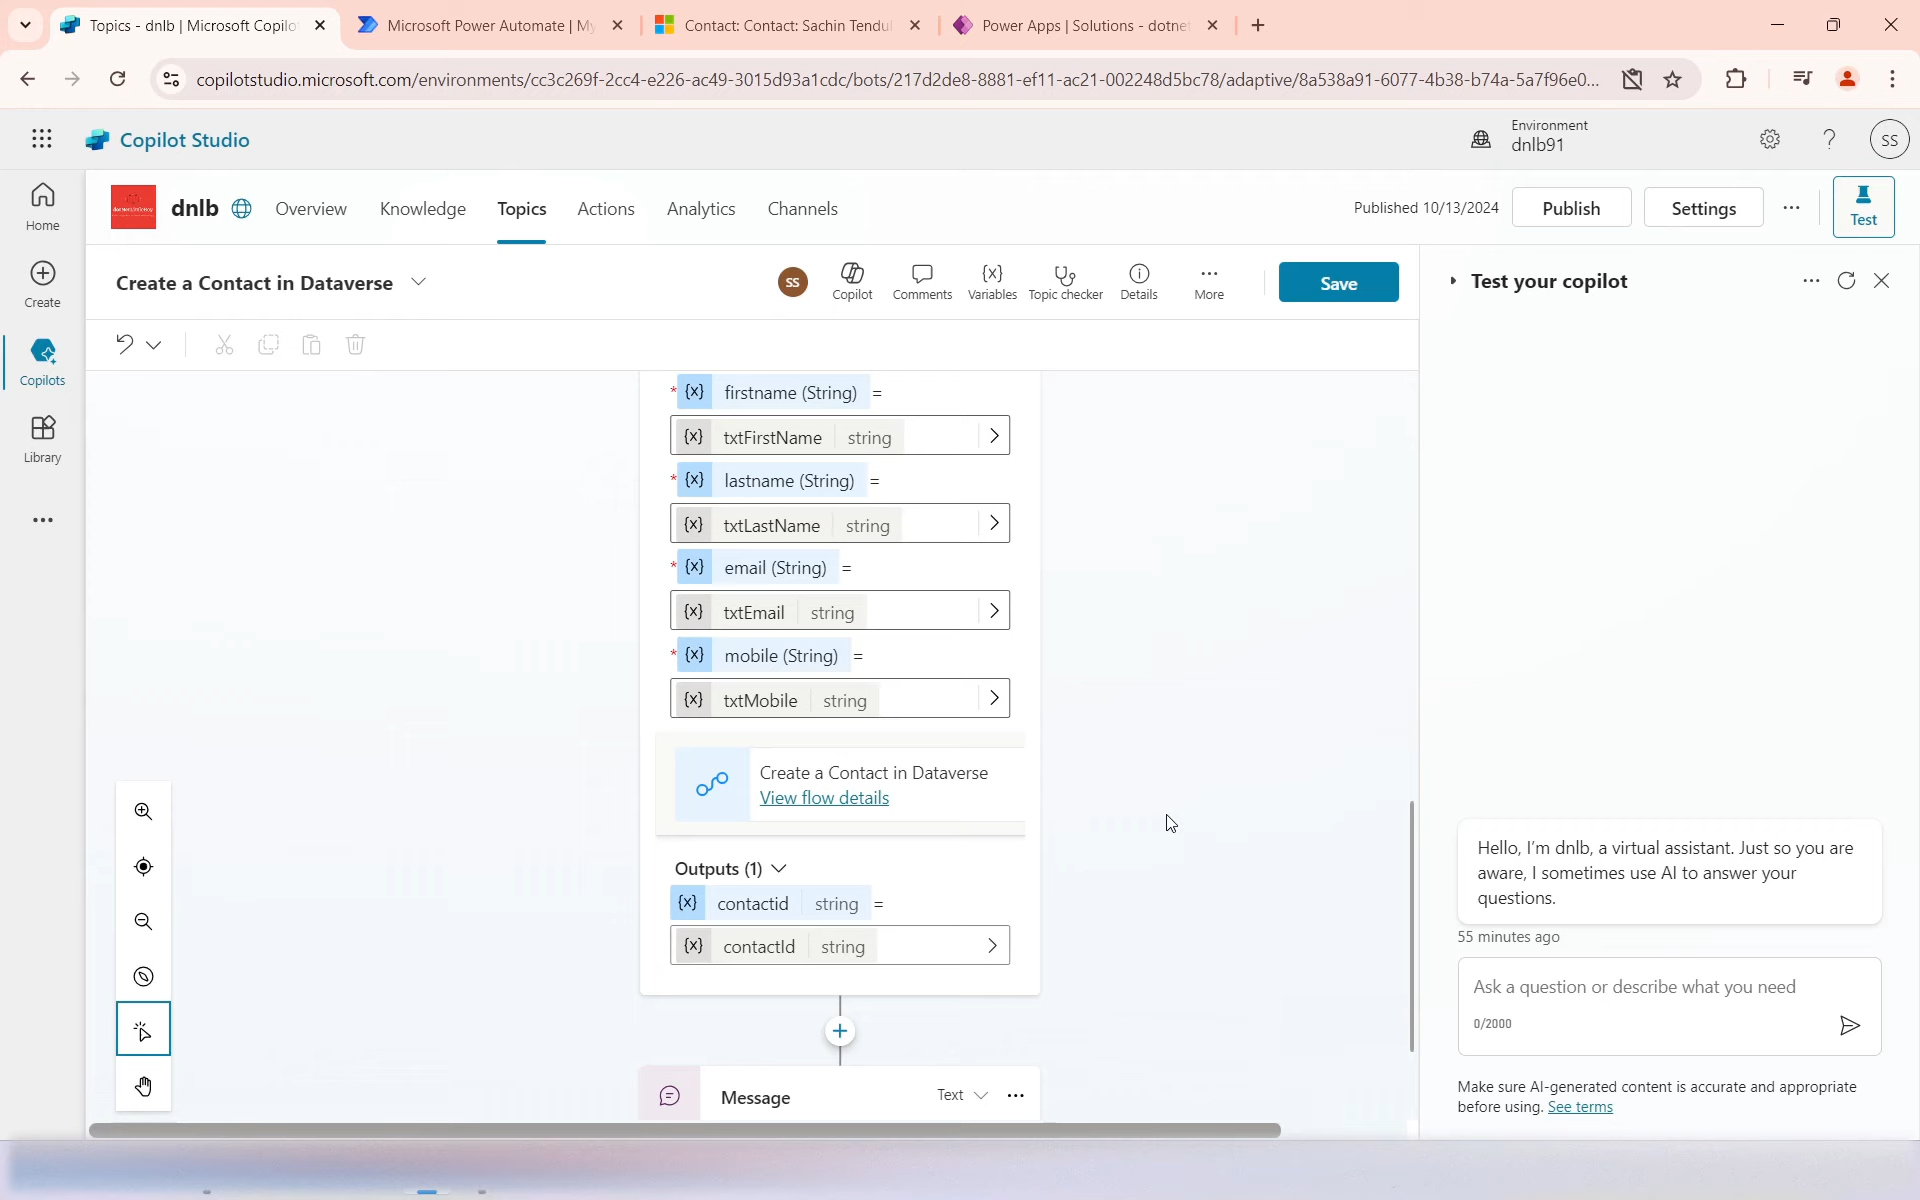 Topics - dnlb | Microsoft Copilo
Microsoft Power Automate | My
Contact: Contact: Sachin Tendul
Power Apps | Solutions - dotnet
copilotstudio.microsoft.com/environments/cc3c269f-2cc4-e226-ac49-3015d93a1cdc/bots/217d2de8-8881-ef11-ac21-002248d5bc78/adaptive/8a538a91-6077-4b38-b74a-5a7f96e0...
Copilot Studio
Environment
dnlb91
SS
Home
Create
Copilots
Library
dnlb
Overview
Knowledge
Topics
Actions
Analytics
Channels
Published 10/13/2024
Publish
Settings
Test
Create a Contact in Dataverse
SS
Copilot
Comments
{x}
Variables
Topic checker
Details
More
Save
* {x} firstname (String) =
{x} txtFirstName string
* {x} lastname (String) =
{x} txtLastName string
* {x} email (String) =
{x} txtEmail string
* {x} mobile (String) =
{x} txtMobile string
Create a Contact in Dataverse
View flow details
Outputs (1)
{x} contactid string =
{x} contactId string
Message
Text
Test your copilot
Hello, I'm dnlb, a virtual assistant. Just so you are
aware, I sometimes use AI to answer your
questions.
55 minutes ago
Ask a question or describe what you need
0/2000
Make sure AI-generated content is accurate and appropriate
before using. See terms